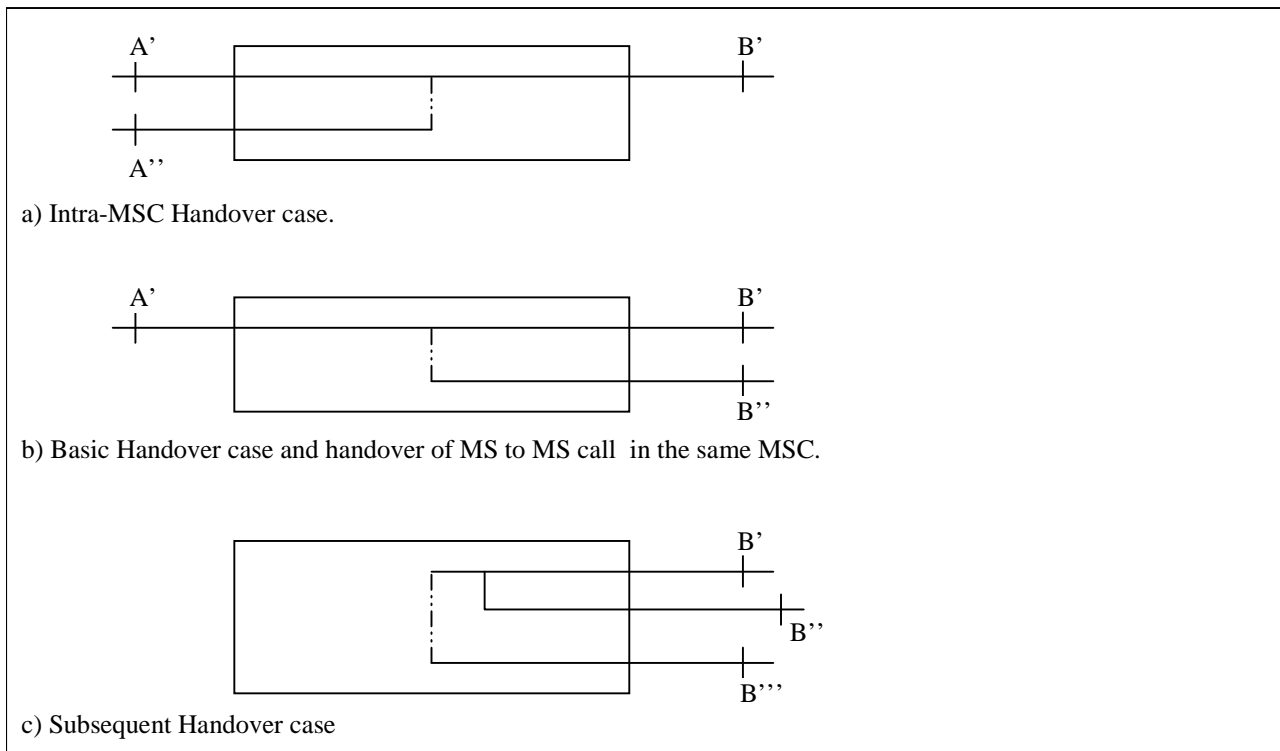 A’ B’
A’’
a) Intra-MSC Handover case.
A’ B’
B’’
b) Basic Handover case and handover of MS to MS call  in the same MSC.
B’
B’’
B’’’
c) Subsequent Handover case